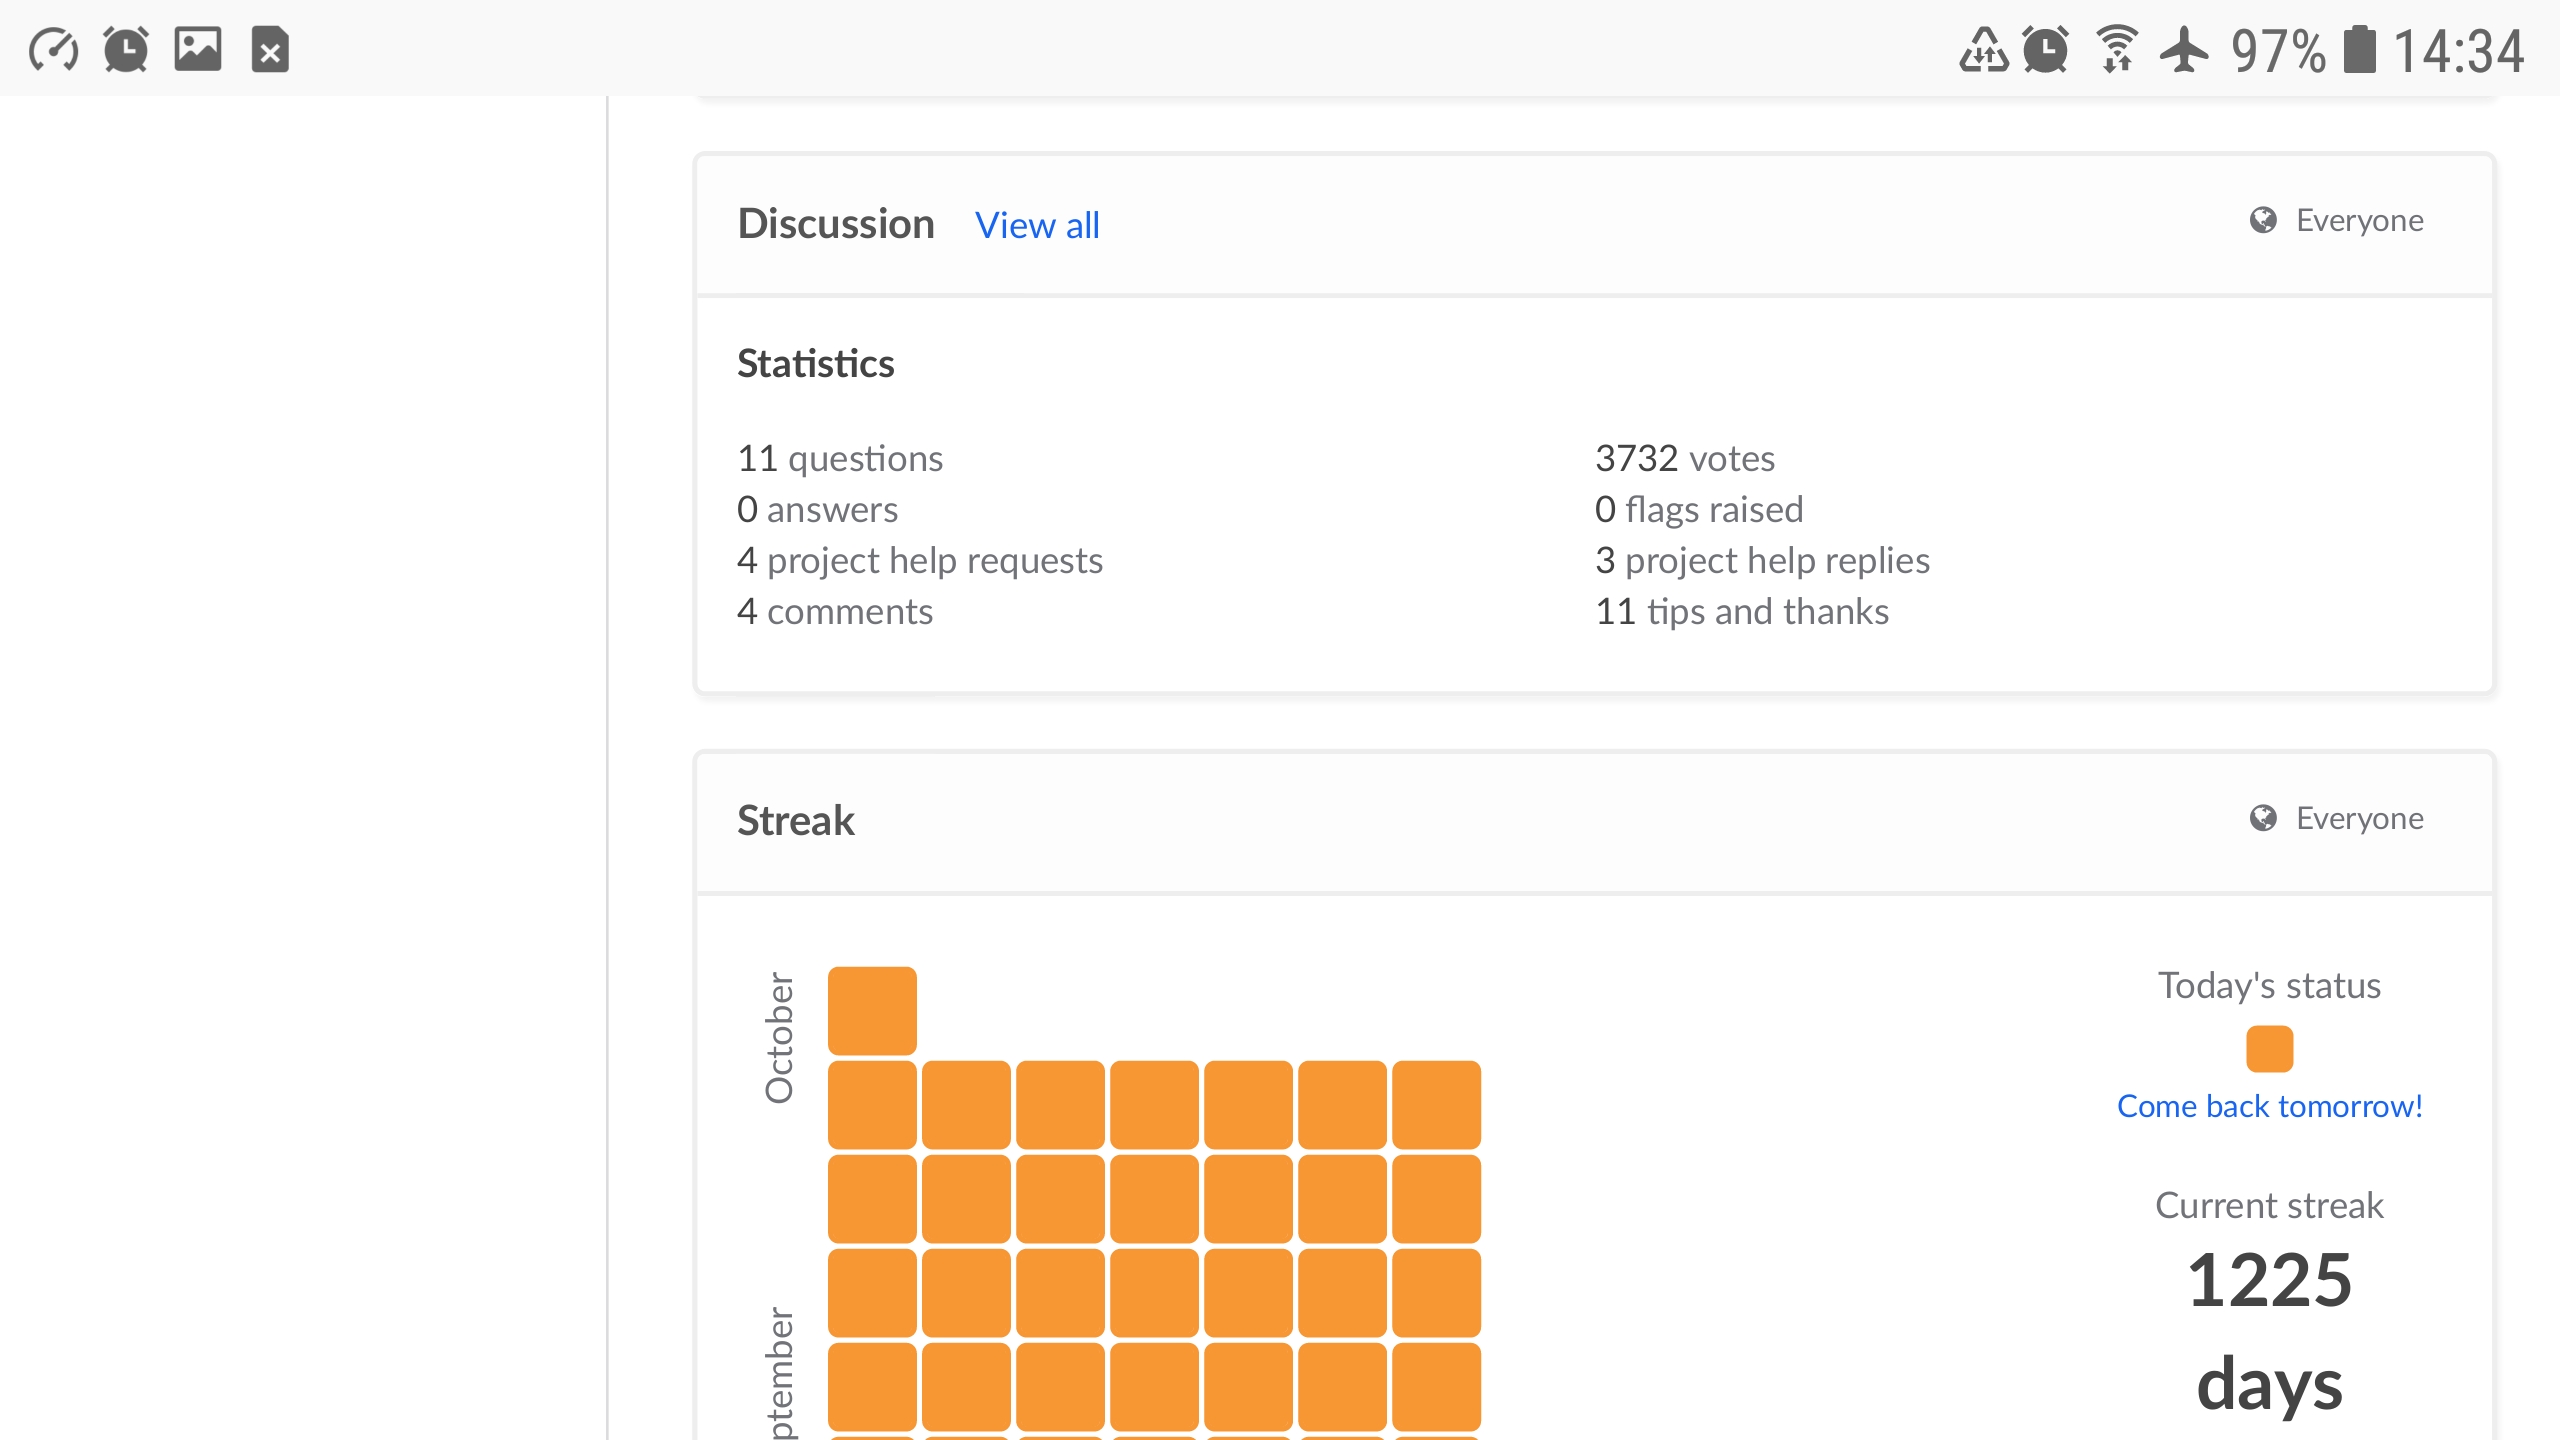 97% 14:34
Discussion View all Everyone
Statistics
11 questions
0 answers
4 project help requests
4 comments
3732 votes
0 flags raised
3 project help replies
11 tips and thanks
Streak Everyone
October
ptember
Today's status
Come back tomorrow!
Current streak
1225
days